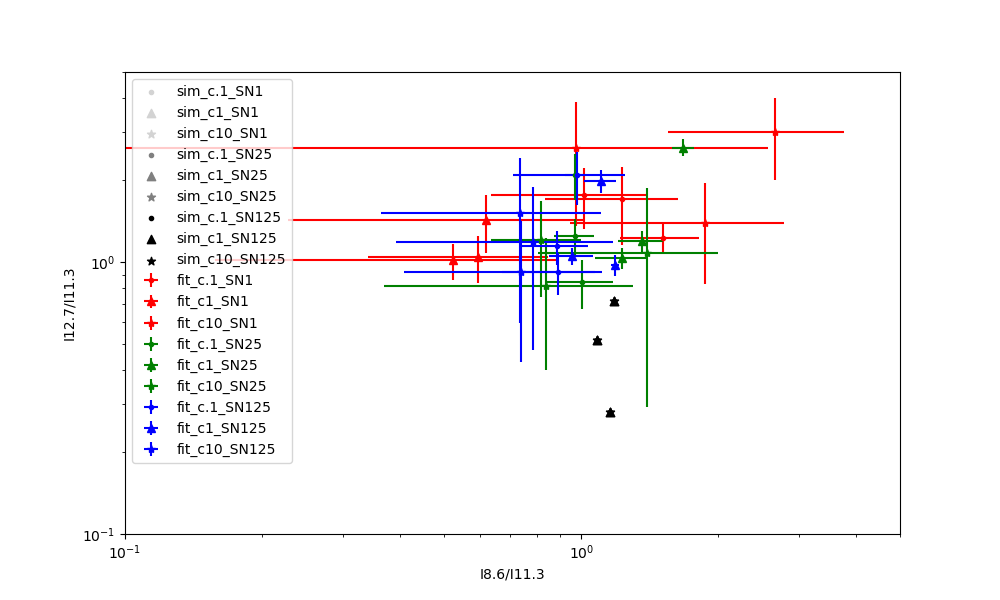 sim_c.1_SN1
sim_c1_SN1
sim_c10_SN1
sim_c.1_SN25
sim_c1_SN25
sim_c10_SN25
sim_c.1_SN125
sim_c1_SN125
sim_c10_SN125
fit_c.1_SN1
fit_c1_SN1
fit_c10_SN1
fit_c.1_SN25
fit_c1_SN25
fit_c10_SN25
fit_c.1_SN125
fit_c1_SN125
fit_c10_SN125
I12.7/I11.3
10⁰
10⁻¹
10⁻¹
10⁰
I8.6/I11.3